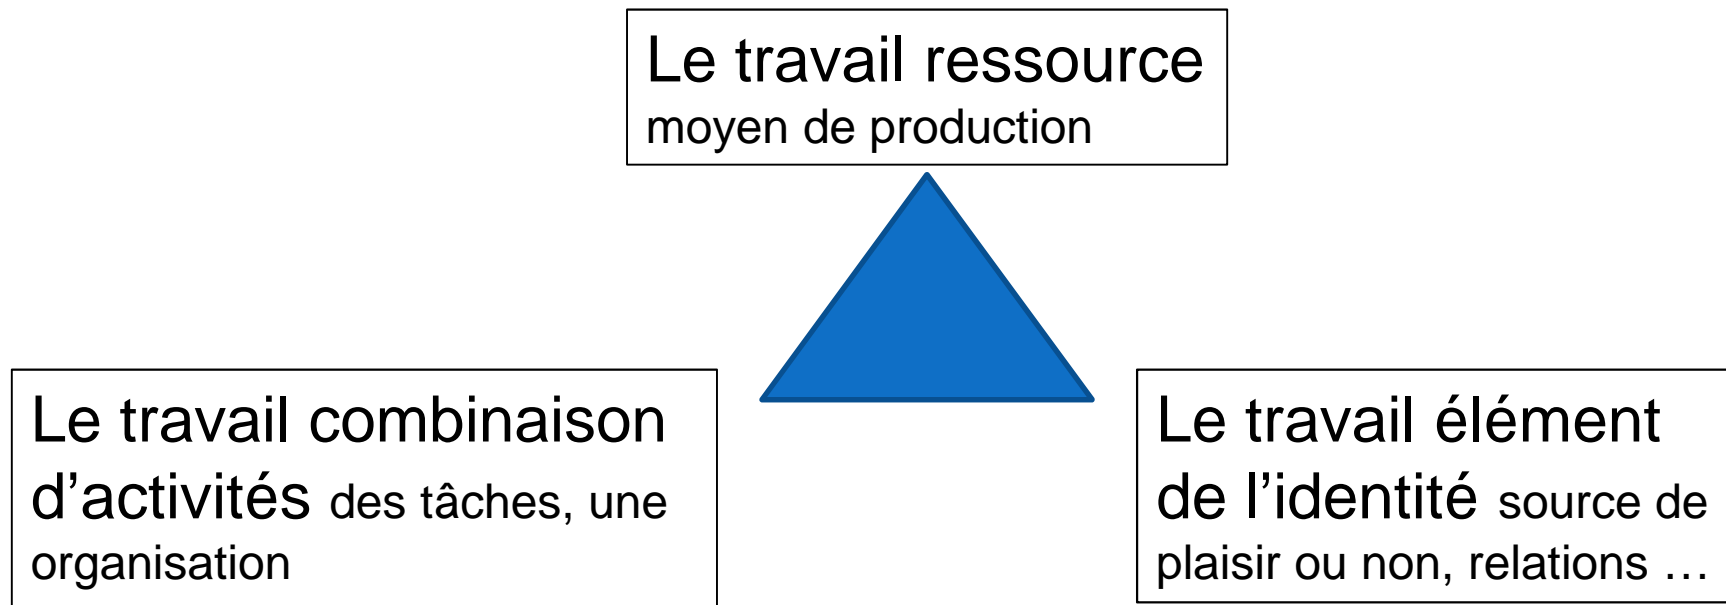 Le travail ressource
moyen de production
Le travail combinaison
d’activités des tâches, une
organisation
Le travail élément
de l’identité source de
plaisir ou non, relations …